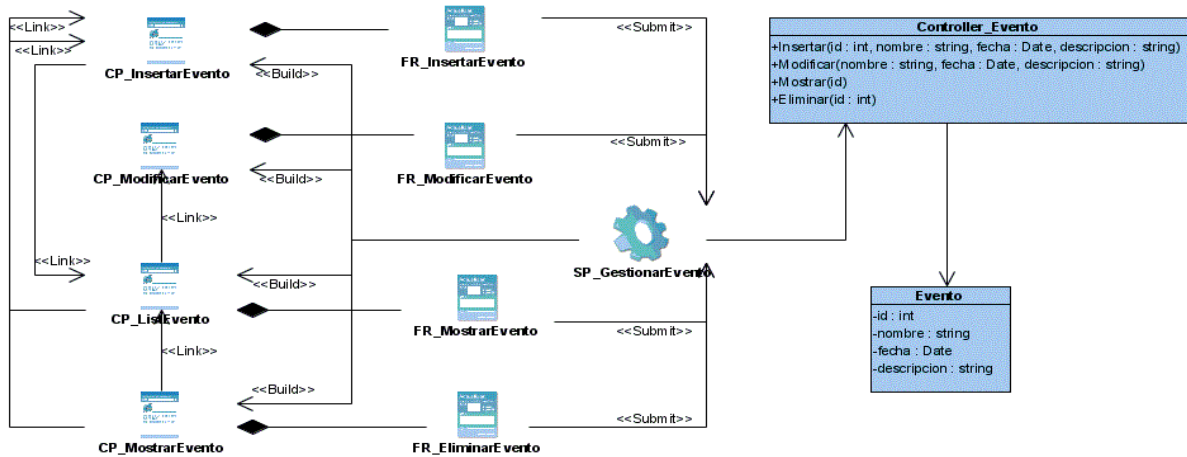 <<Link>>
<<Link>>
CP_InsertarEvento
<<Build>>
FR_InsertarEvento
<<Submit>>
Controller_Evento
+Insertar(id : int, nombre : string, fecha : Date, descripcion : string)
+Modificar(nombre : string, fecha : Date, descripcion : string)
+Mostrar(id)
+Eliminar(id : int)
CP_ModificarEvento
<<Build>>
FR_ModificarEvento
<<Submit>>
<<Link>>
<<Link>>
CP_ListEvento
<<Build>>
SP_GestionarEvento
FR_MostrarEvento
<<Submit>>
Evento
-id : int
-nombre : string
-fecha : Date
-descripcion : string
<<Link>>
<<Build>>
CP_MostrarEvento
FR_EliminarEvento
<<Submit>>